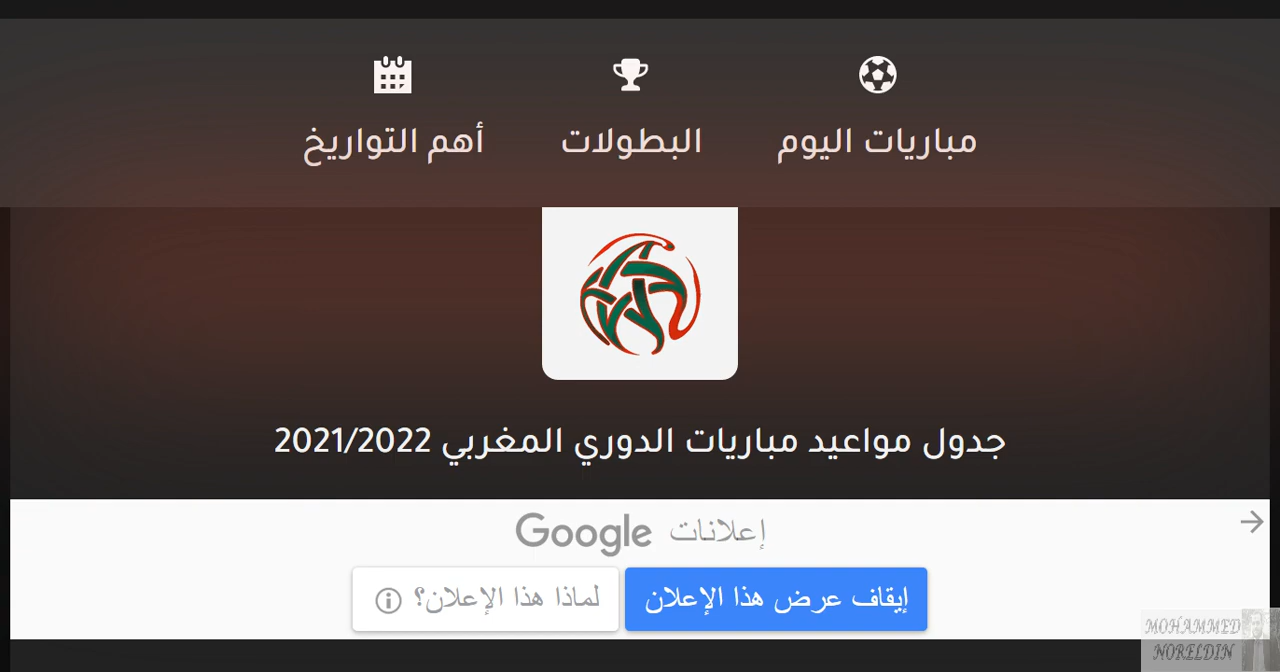 مباريات اليوم
البطولات
أهم التواريخ
جدول مواعيد مباريات الدوري المغربي 2021/2022
إعلانات Google
إيقاف عرض هذا الإعلان
لماذا هذا الإعلان؟
MOHAMMED
NORELDIN